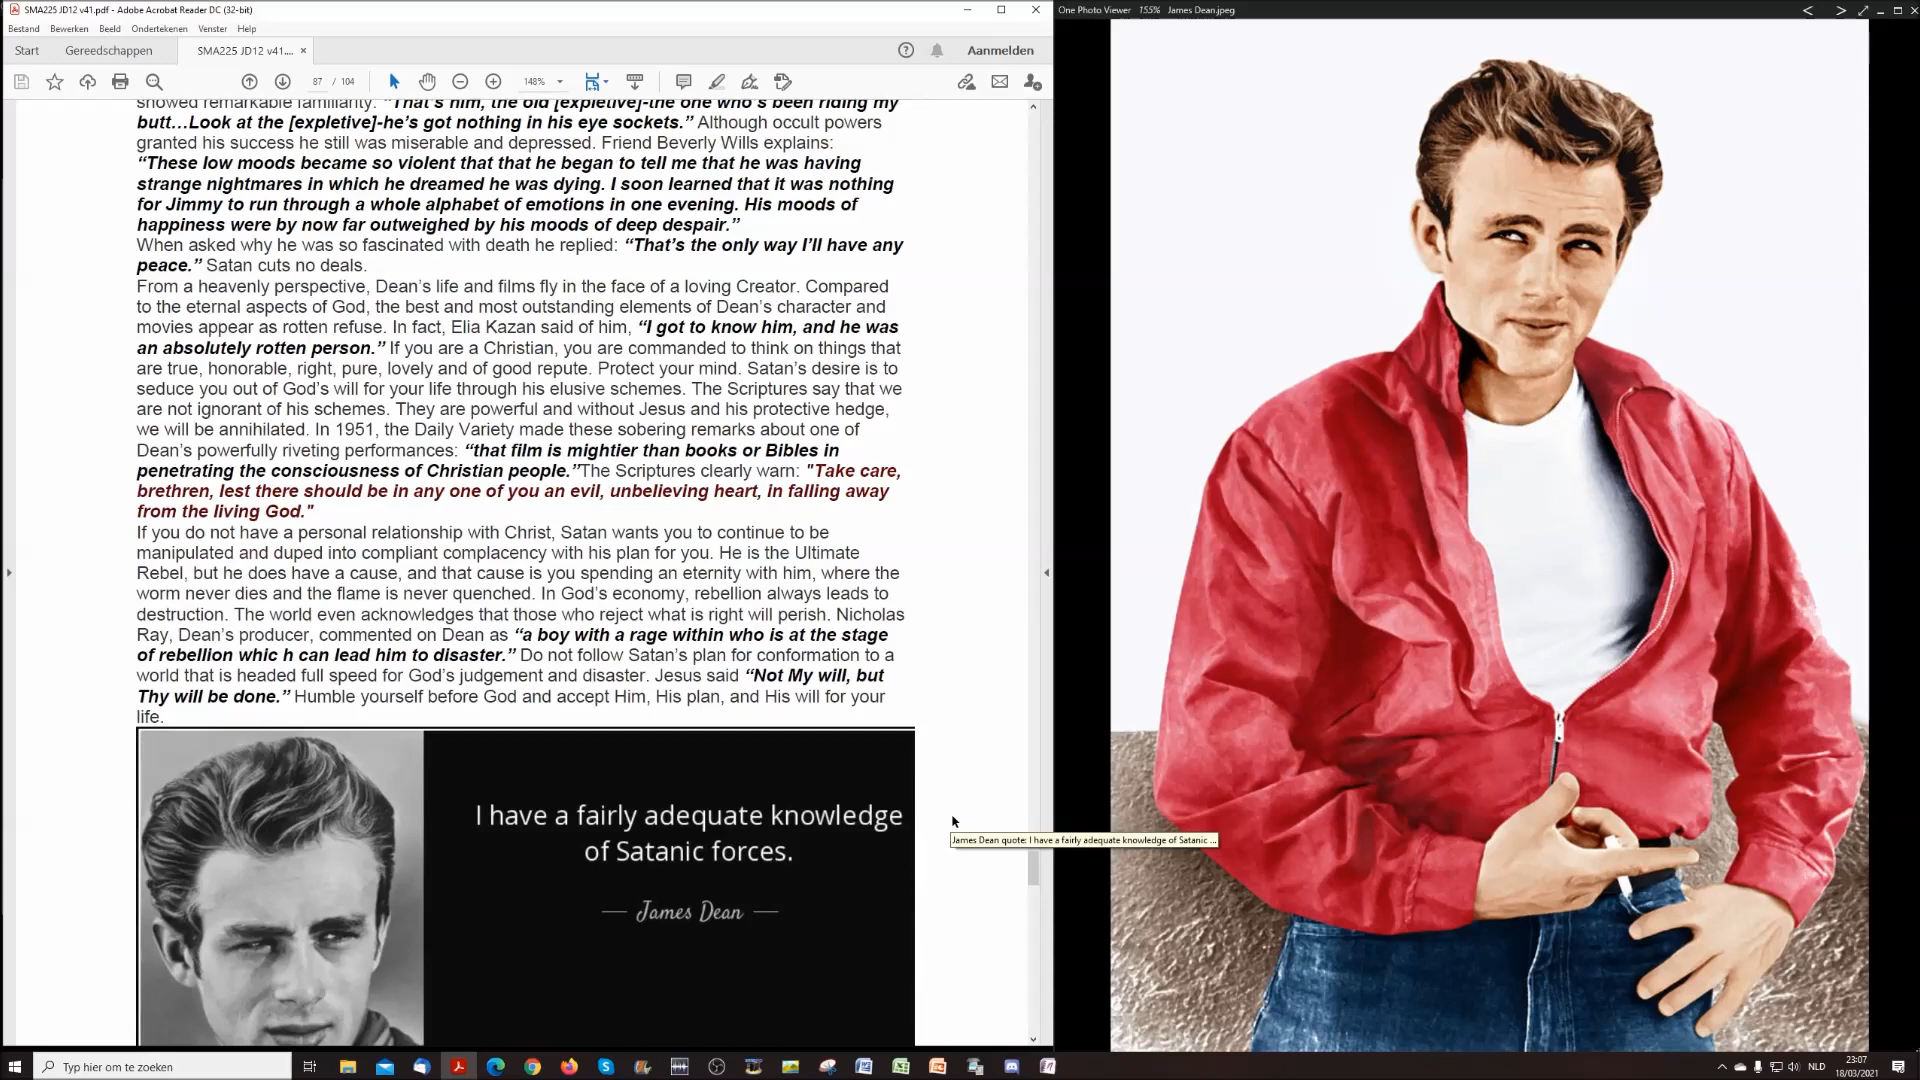 SMA225 JD12 v41.pdf - Adobe Acrobat Reader DC (32-bit)
One Photo Viewer 155% James Dean.jpeg
Bestand Bewerken Beeld Ondertekenen Venster Help
Start Gereedschappen SMA225 JD12 v41.... × Aanmelden
87 / 104 148%
showed remarkable familiarity: “That’s him, the old [expletive]-the one who’s been riding my
butt…Look at the [expletive]-he’s got nothing in his eye sockets.” Although occult powers
granted his success he still was miserable and depressed. Friend Beverly Wills explains:
“These low moods became so violent that that he began to tell me that he was having
strange nightmares in which he dreamed he was dying. I soon learned that it was nothing
for Jimmy to run through a whole alphabet of emotions in one evening. His moods of
happiness were by now far outweighed by his moods of deep despair.”
When asked why he was so fascinated with death he replied: “That’s the only way I’ll have any
peace.” Satan cuts no deals.
From a heavenly perspective, Dean’s life and films fly in the face of a loving Creator. Compared
to the eternal aspects of God, the best and most outstanding elements of Dean’s character and
movies appear as rotten refuse. In fact, Elia Kazan said of him, “I got to know him, and he was
an absolutely rotten person.” If you are a Christian, you are commanded to think on things that
are true, honorable, right, pure, lovely and of good repute. Protect your mind. Satan’s desire is to
seduce you out of God’s will for your life through his elusive schemes. The Scriptures say that we
are not ignorant of his schemes. They are powerful and without Jesus and his protective hedge,
we will be annihilated. In 1951, the Daily Variety made these sobering remarks about one of
Dean’s powerfully riveting performances: “that film is mightier than books or Bibles in
penetrating the consciousness of Christian people.”The Scriptures clearly warn: "Take care,
brethren, lest there should be in any one of you an evil, unbelieving heart, in falling away
from the living God."
If you do not have a personal relationship with Christ, Satan wants you to continue to be
manipulated and duped into compliant complacency with his plan for you. He is the Ultimate
Rebel, but he does have a cause, and that cause is you spending an eternity with him, where the
worm never dies and the flame is never quenched. In God’s economy, rebellion always leads to
destruction. The world even acknowledges that those who reject what is right will perish. Nicholas
Ray, Dean’s producer, commented on Dean as “a boy with a rage within who is at the stage
of rebellion whic h can lead him to disaster.” Do not follow Satan’s plan for conformation to a
world that is headed full speed for God’s judgement and disaster. Jesus said “Not My will, but
Thy will be done.” Humble yourself before God and accept Him, His plan, and His will for your
life.
I have a fairly adequate knowledge
of Satanic forces.
James Dean
James Dean quote: I have a fairly adequate knowledge of Satanic ...
Typ hier om te zoeken
NLD
23:07
18/03/2021